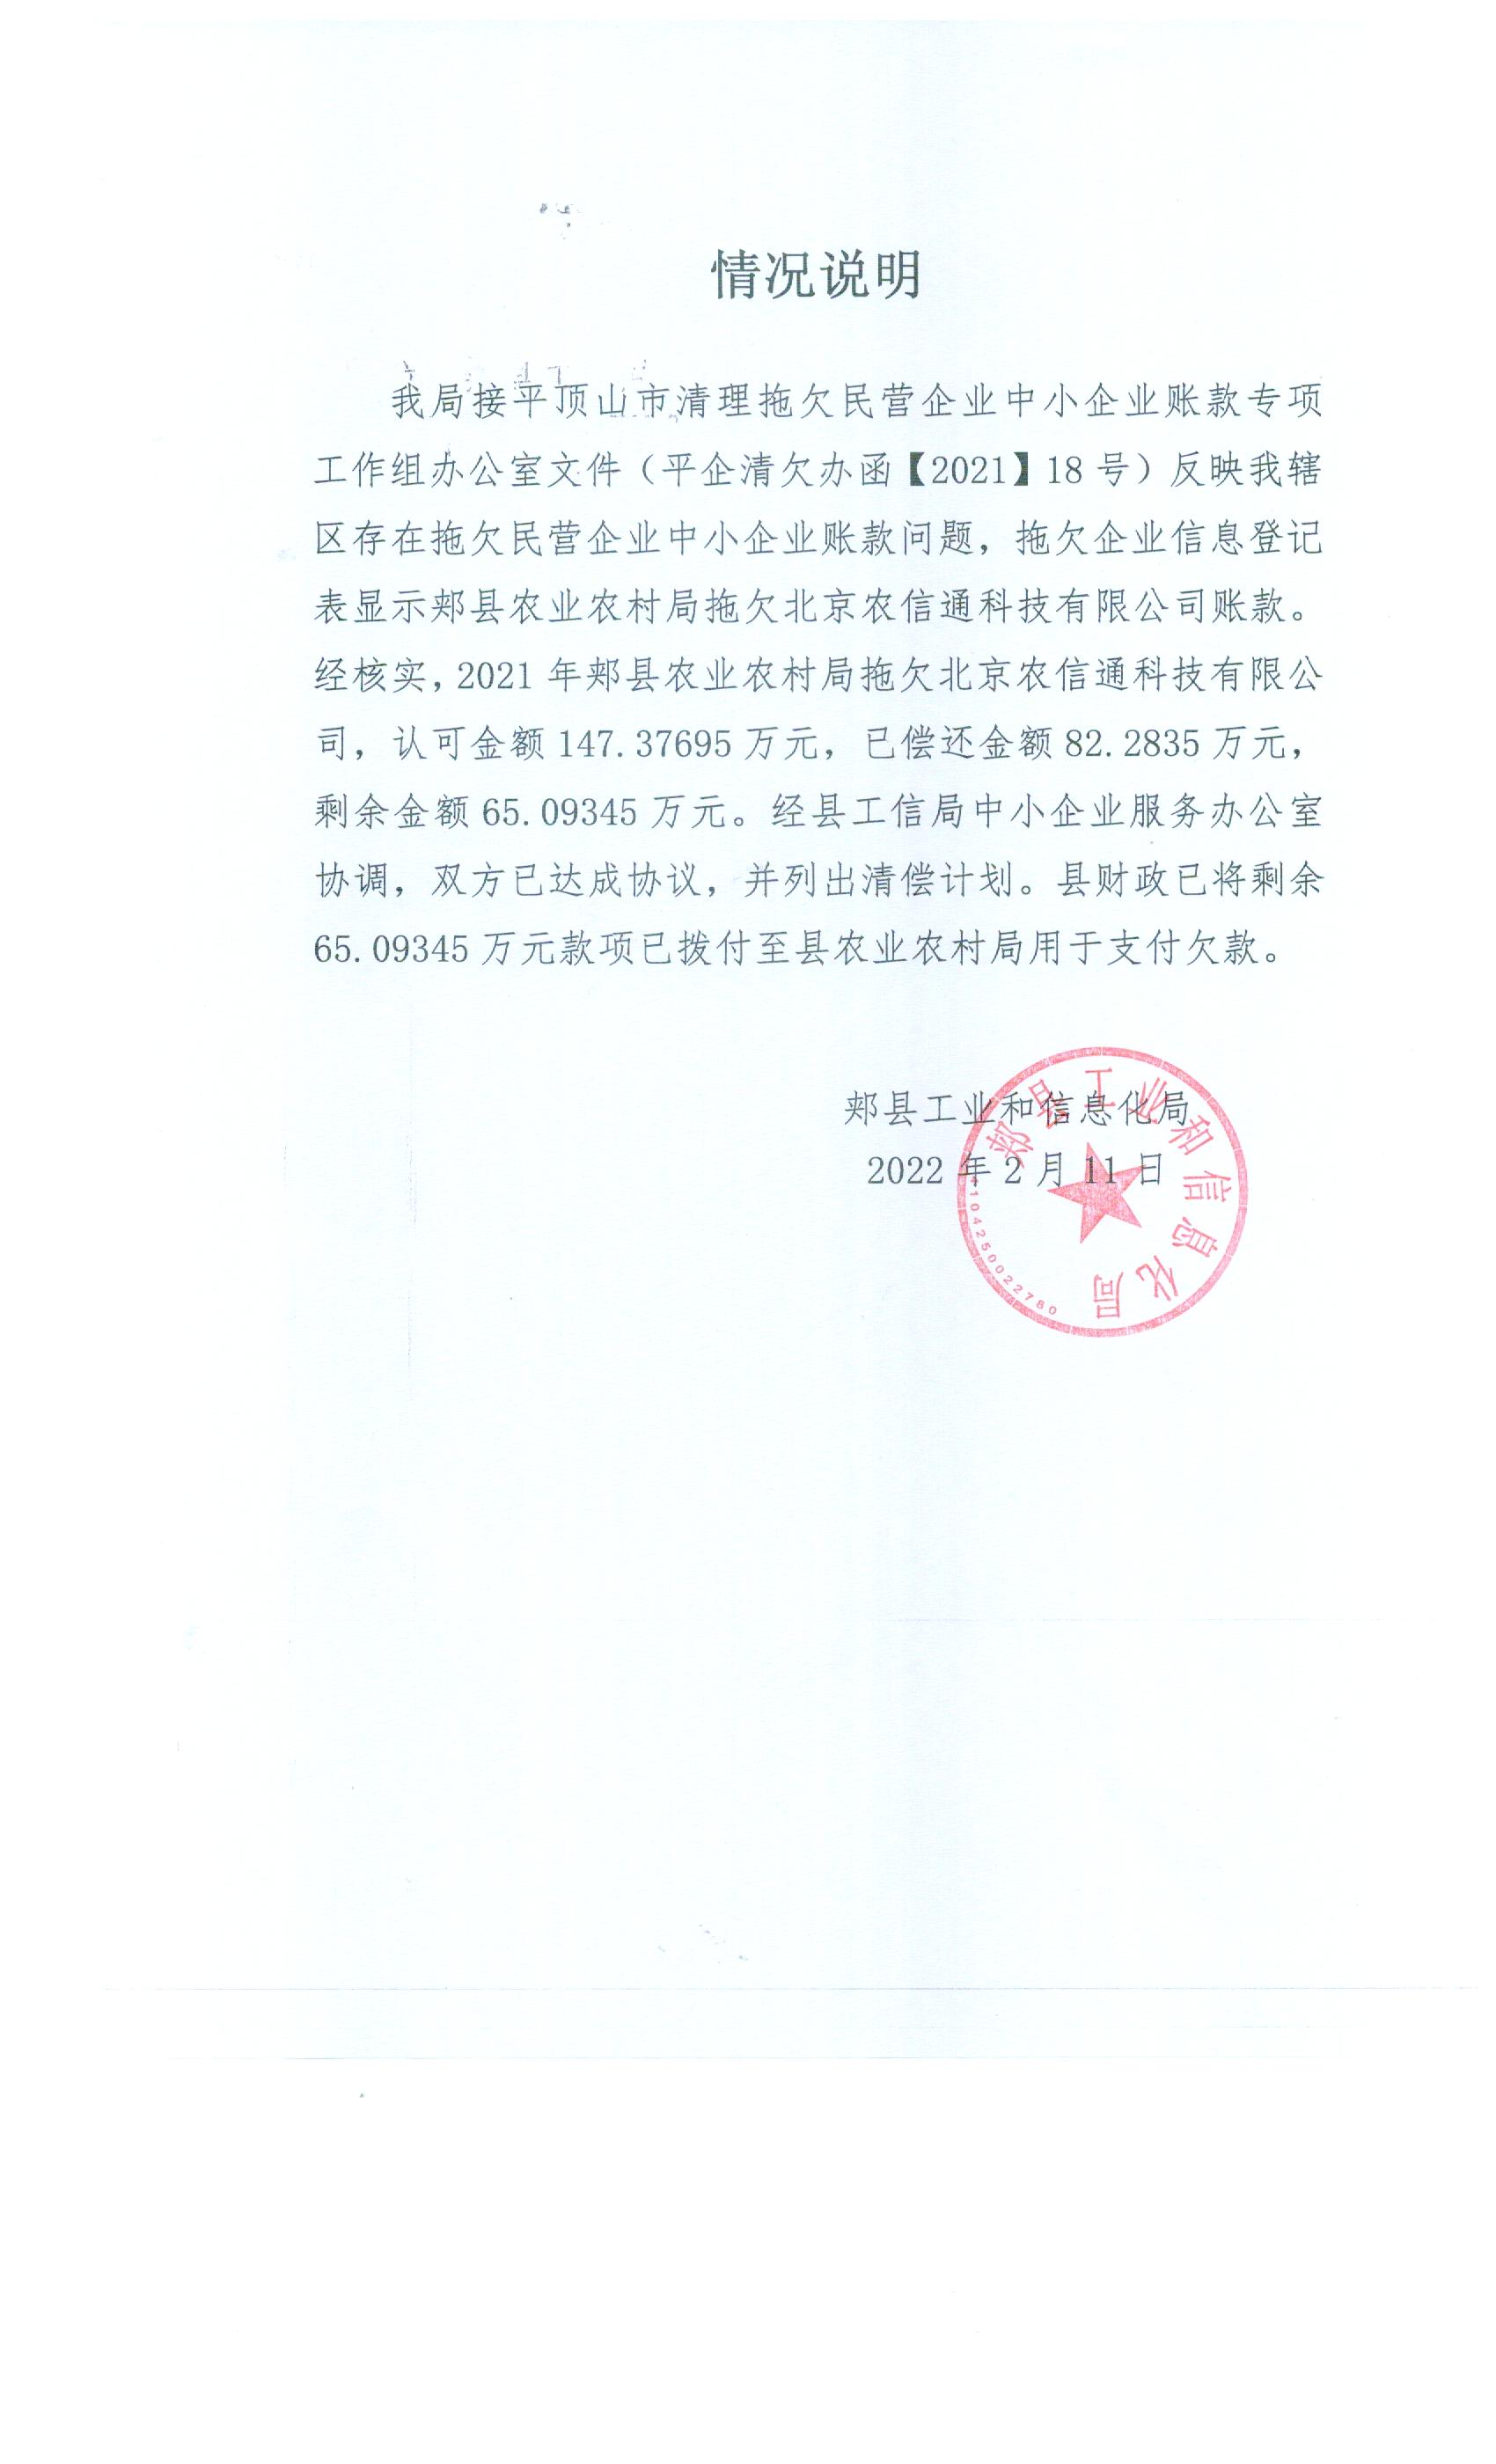 情况说明
我局接平顶山市清理拖欠民营企业中小企业账款专项
工作组办公室文件（平企清欠办函【2021】18号）反映我辖
区存在拖欠民营企业中小企业账款问题，拖欠企业信息登记
表显示郏县农业农村局拖欠北京农信通科技有限公司账款。
经核实，2021年郏县农业农村局拖欠北京农信通科技有限公
司，认可金额147.37695万元，已偿还金额82.2835万元，
剩余金额65.09345万元。经县工信局中小企业服务办公室
协调，双方已达成协议，并列出清偿计划。县财政已将剩余
65.09345万元款项已拨付至县农业农村局用于支付欠款。
郏县工业和信息化局
2022年2月11日
郏县工业和信息化局
4104250022780